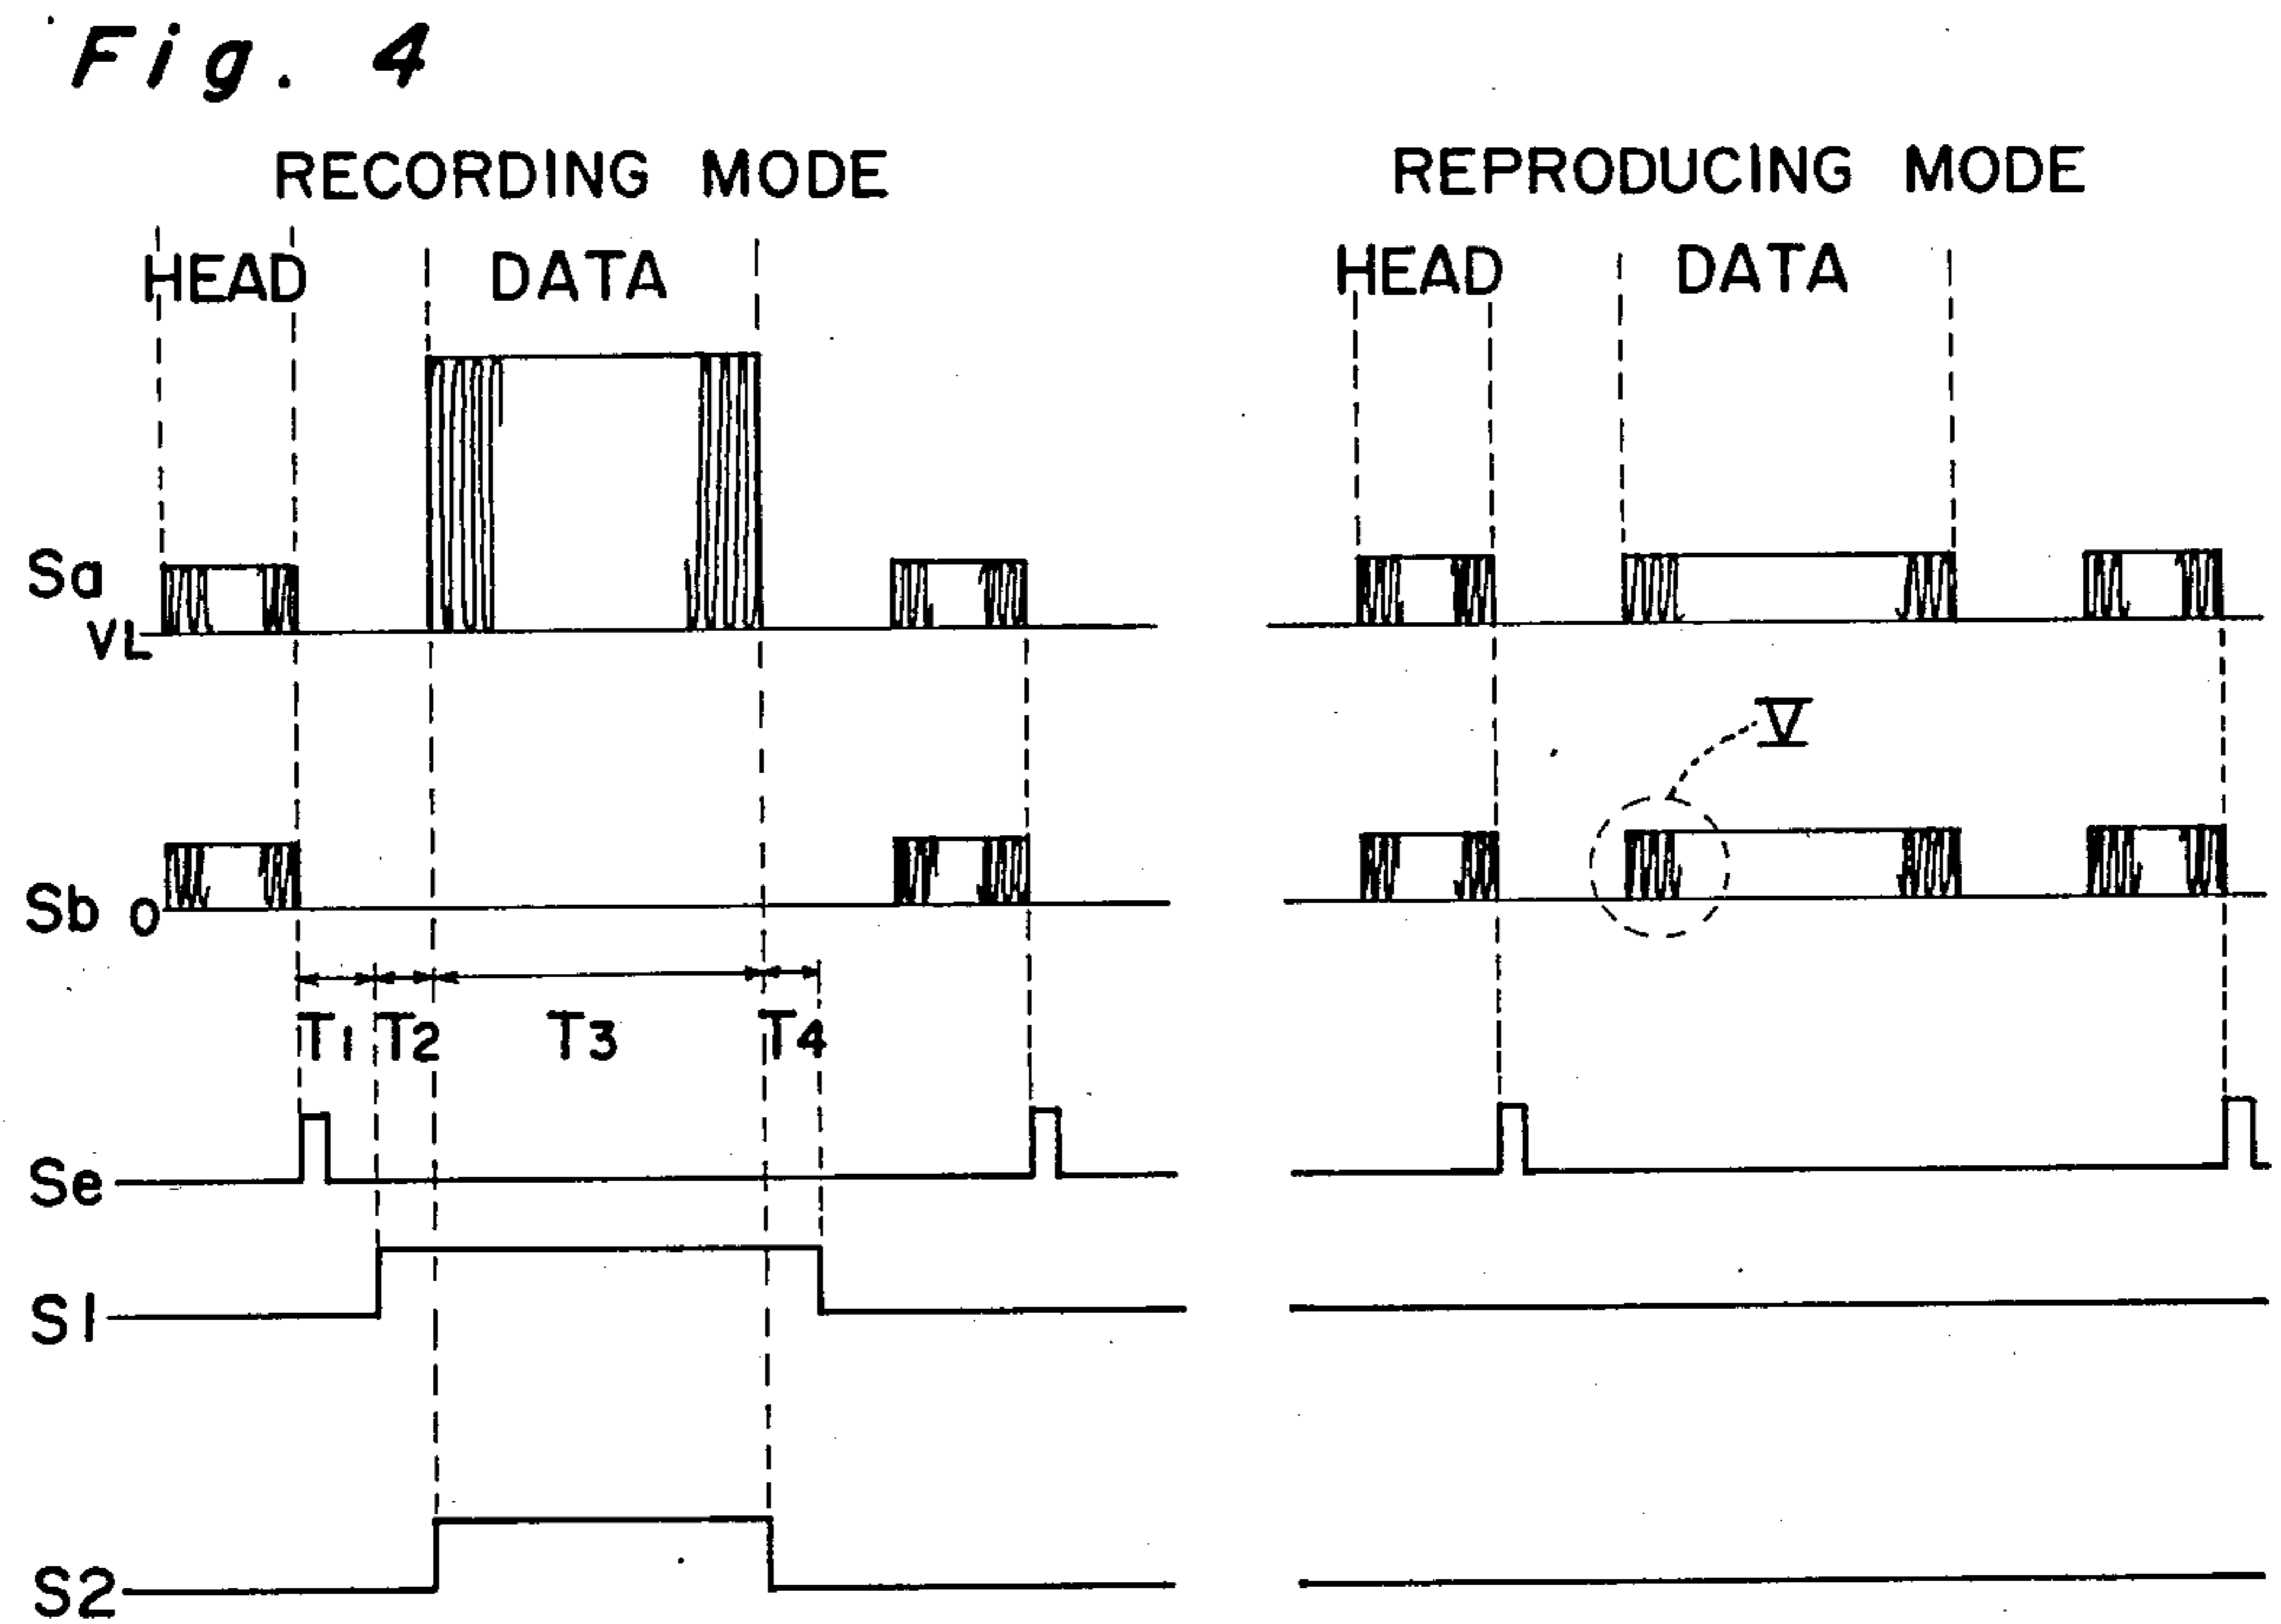 Fig. 4
RECORDING MODE
REPRODUCING MODE
HEAD
DATA
HEAD
DATA
Sa
VL
V
Sb 0
T1 T2 T3 T4
Se
S1
S2